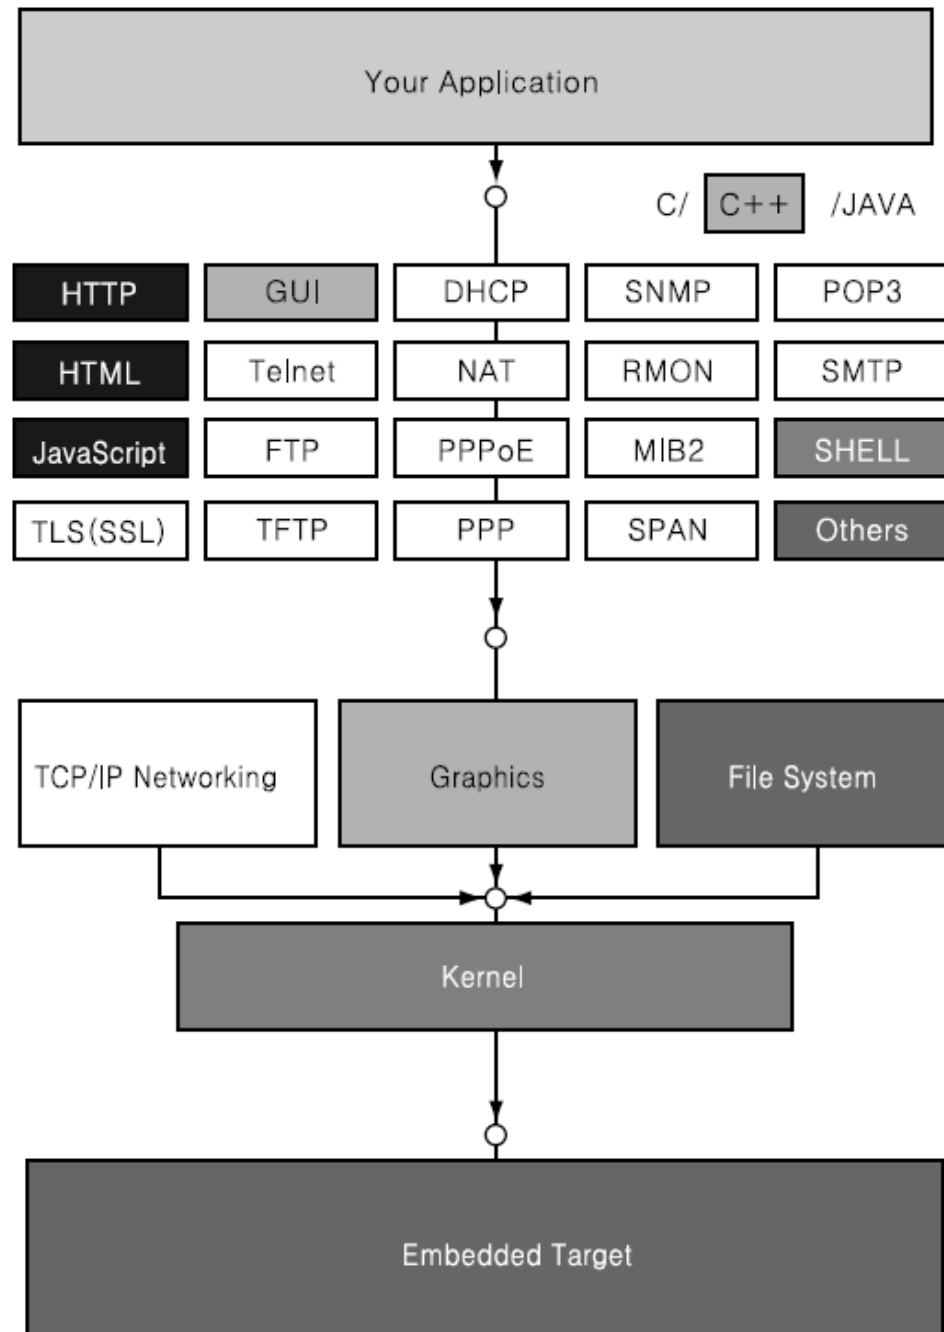 Your Application
C/ C++ /JAVA
HTTP GUI DHCP SNMP POP3
HTML Telnet NAT RMON SMTP
JavaScript FTP PPPoE MIB2 SHELL
TLS(SSL) TFTP PPP SPAN Others
TCP/IP Networking Graphics File System
Kernel
Embedded Target